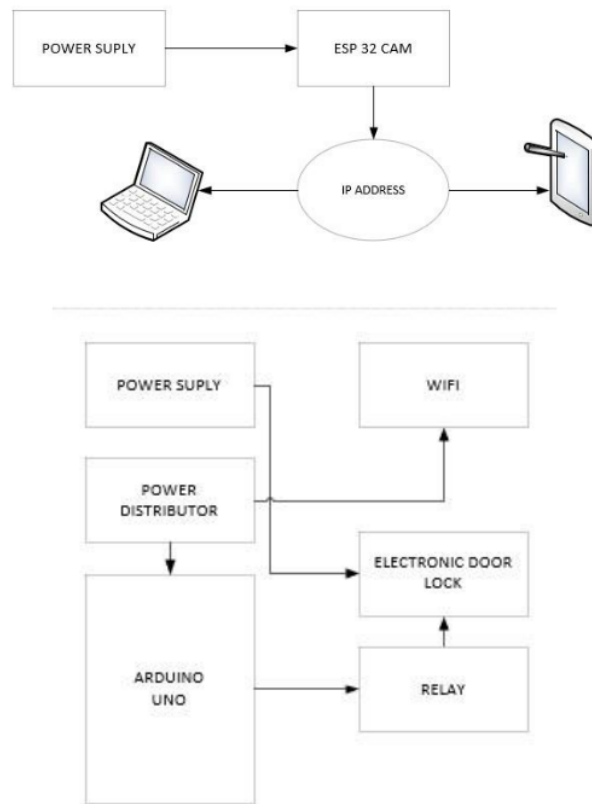 POWER SUPLY
ESP 32 CAM
IP ADDRESS
POWER SUPLY
WIFI
POWER
DISTRIBUTOR
ELECTRONIC DOOR
LOCK
ARDUINO
UNO
RELAY